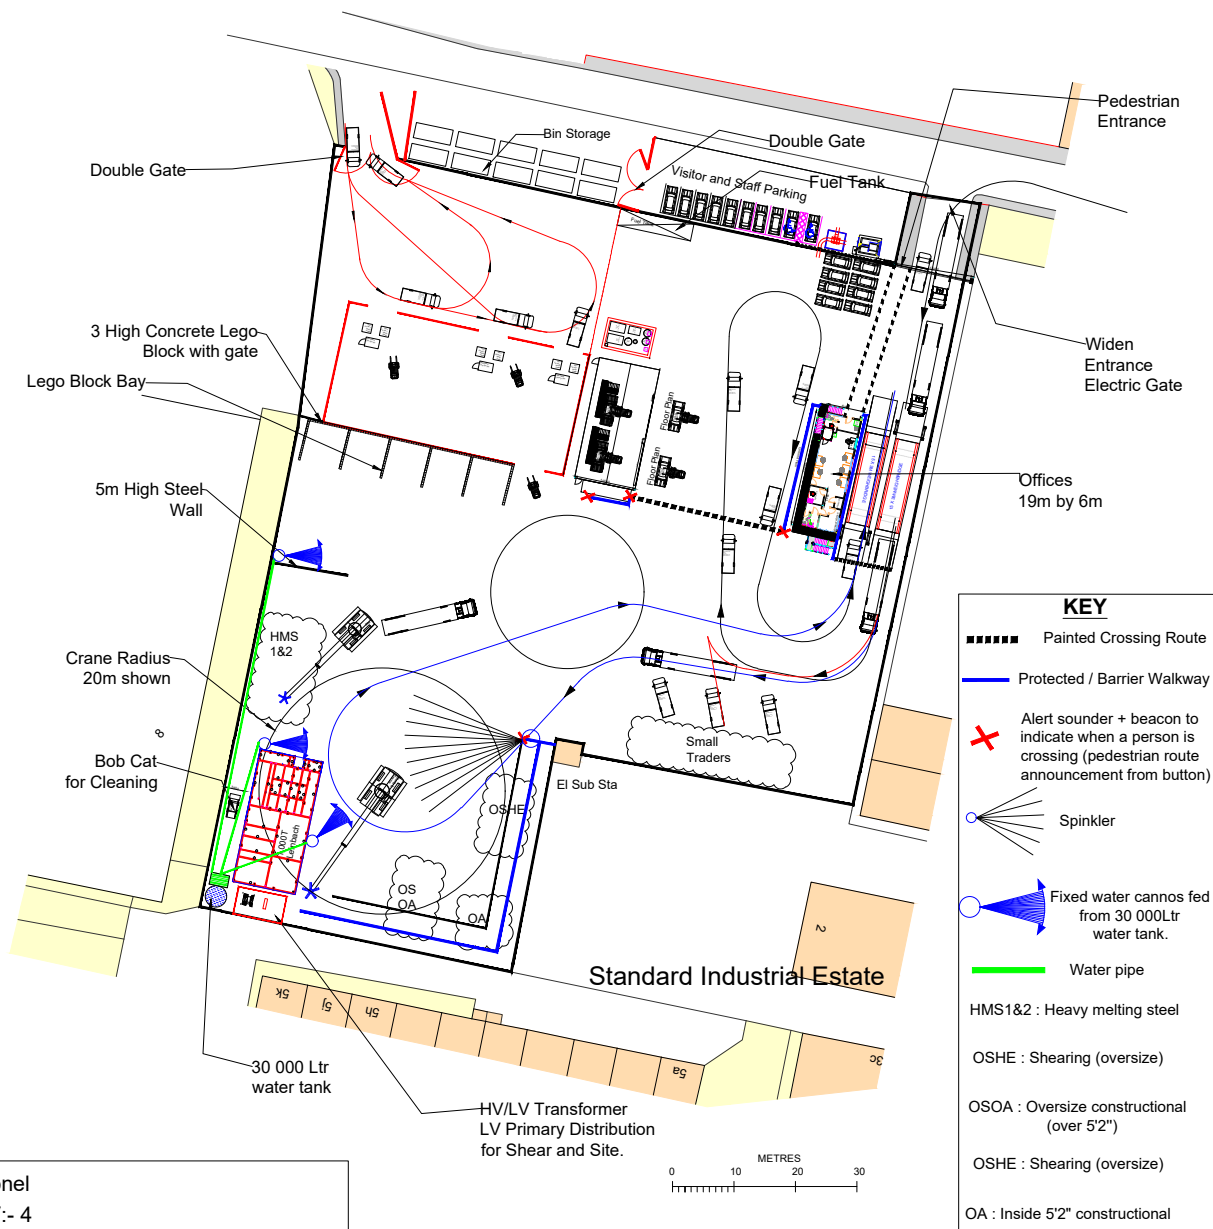 Pedestrian
Entrance
Bin Storage
Double Gate
Double Gate
Visitor and Staff Parking
Fuel Tank
3 High Concrete Lego
Block with gate
Widen
Entrance
Electric Gate
Lego Block Bay
Floor Plan
Floor Plan
Offices
19m by 6m
5m High Steel
Wall
HMS
1&2
Crane Radius
20m shown
8
Bob Cat
for Cleaning
Small
Traders
El Sub Sta
OSHE
OS
OA
OA
2
Standard Industrial Estate
5k
5j
5h
5a
3c
30 000 Ltr
water tank
HV/LV Transformer
LV Primary Distribution
for Shear and Site.
METRES
0 10 20 30
KEY
Painted Crossing Route
Protected / Barrier Walkway
Alert sounder + beacon to
indicate when a person is
crossing (pedestrian route
announcement from button)
Spinkler
Fixed water cannos fed
from 30 000Ltr
water tank.
Water pipe
HMS1&2 : Heavy melting steel
OSHE : Shearing (oversize)
OSOA : Oversize constructional
(over 5'2")
OSHE : Shearing (oversize)
OA : Inside 5'2" constructional
nel
:- 4